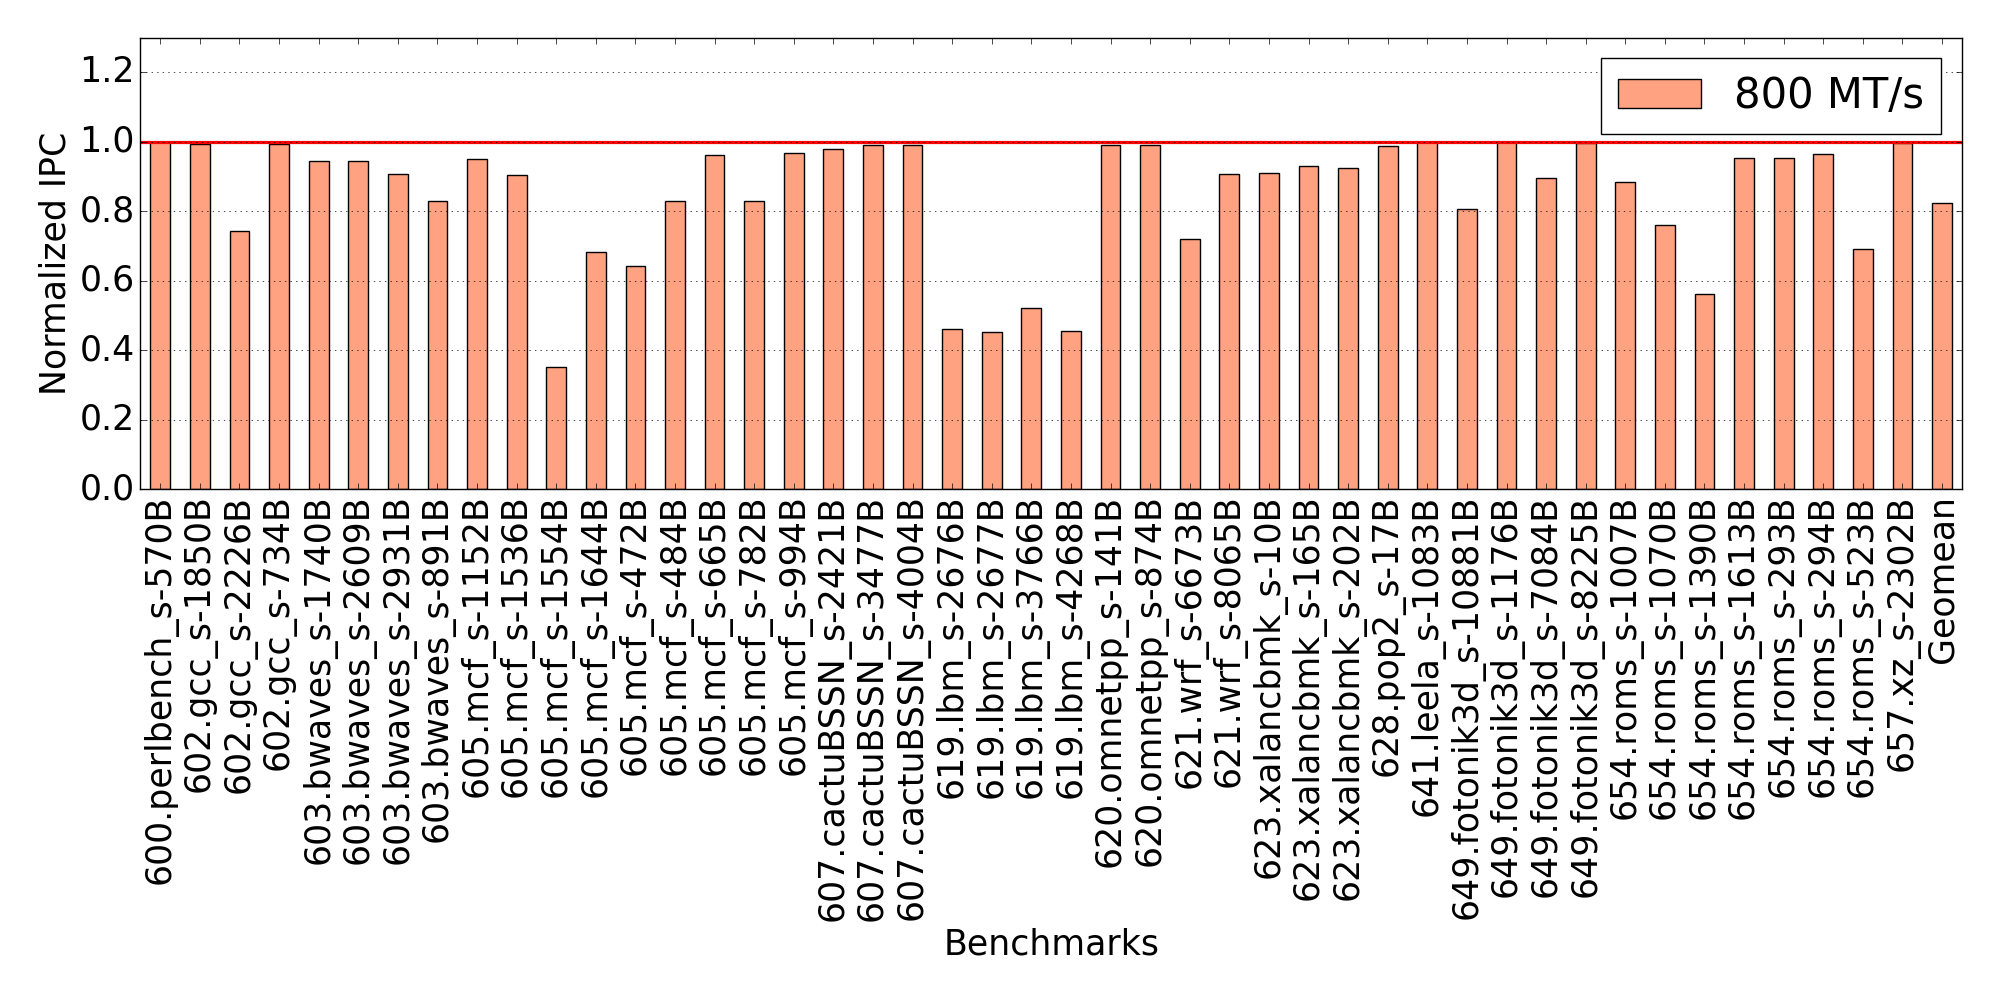 1.2
1.0
0.8
0.6
0.4
0.2
0.0
Normalized IPC
800 MT/s
600.perlbench_s-570B
602.gcc_s-1850B
602.gcc_s-2226B
602.gcc_s-734B
603.bwaves_s-1740B
603.bwaves_s-2609B
603.bwaves_s-2931B
603.bwaves_s-891B
605.mcf_s-1152B
605.mcf_s-1536B
605.mcf_s-1554B
605.mcf_s-1644B
605.mcf_s-472B
605.mcf_s-484B
605.mcf_s-665B
605.mcf_s-782B
605.mcf_s-994B
607.cactuBSSN_s-2421B
607.cactuBSSN_s-3477B
607.cactuBSSN_s-4004B
619.lbm_s-2676B
619.lbm_s-2677B
619.lbm_s-3766B
619.lbm_s-4268B
620.omnetpp_s-141B
620.omnetpp_s-874B
621.wrf_s-6673B
621.wrf_s-8065B
623.xalancbmk_s-10B
623.xalancbmk_s-165B
623.xalancbmk_s-202B
628.pop2_s-17B
641.leela_s-1083B
649.fotonik3d_s-10881B
649.fotonik3d_s-1176B
649.fotonik3d_s-7084B
649.fotonik3d_s-8225B
654.roms_s-1007B
654.roms_s-1070B
654.roms_s-1390B
654.roms_s-1613B
654.roms_s-293B
654.roms_s-294B
654.roms_s-523B
657.xz_s-2302B
Geomean
Benchmarks